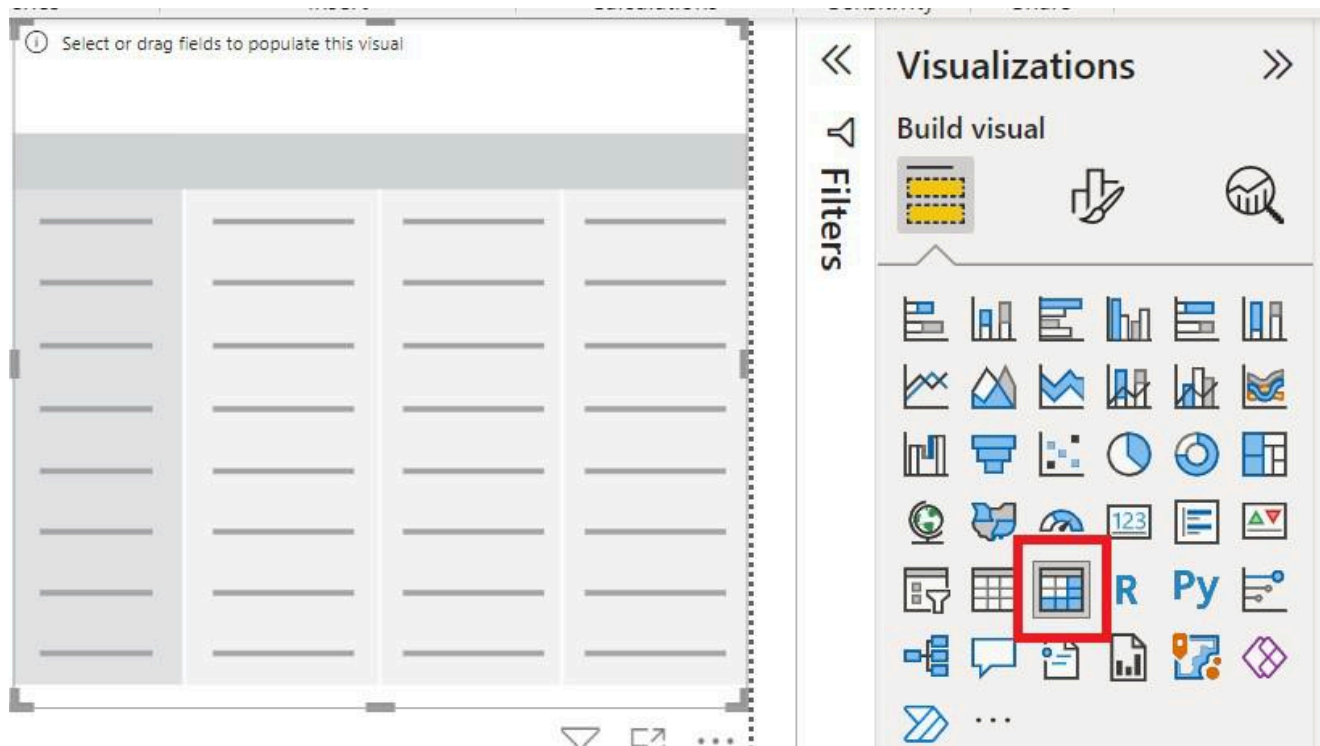 Select or drag fields to populate this visual
Filters
Visualizations
Build visual
123
R
Py